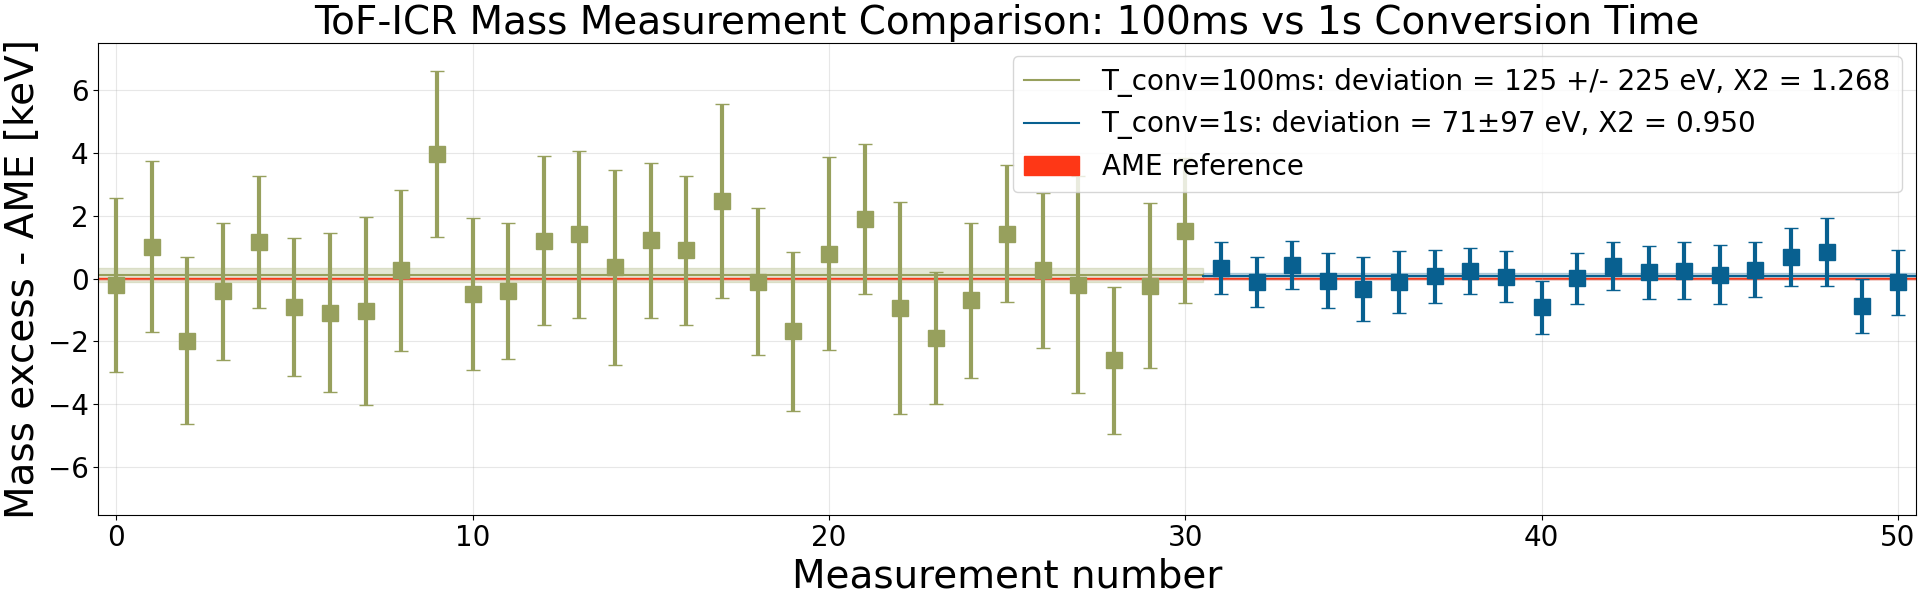 ToF-ICR Mass Measurement Comparison: 100ms vs 1s Conversion Time
Mass excess - AME [keV]
6
4
2
0
−2
−4
−6
T_conv=100ms: deviation = 125 +/- 225 eV, X2 = 1.268
T_conv=1s: deviation = 71±97 eV, X2 = 0.950
AME reference
0 10 20 30 40 50
Measurement number